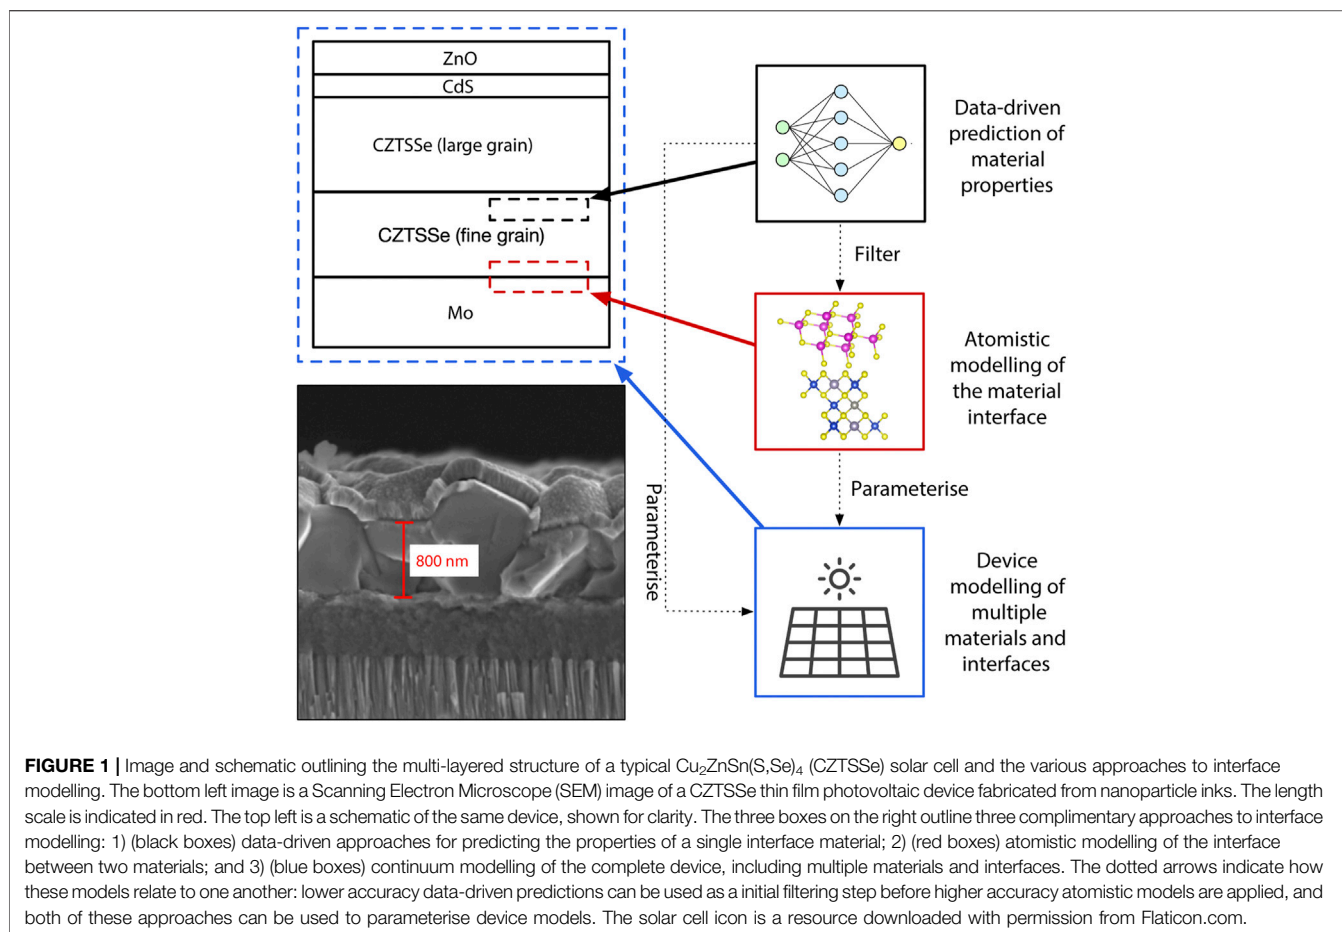 ZnO
CdS
CZTSSe (large grain)
CZTSSe (fine grain)
Mo
800 nm
Data-driven
prediction of
material
properties
Filter
Atomistic
modelling of
the material
interface
Parameterise
Parameterise
Device
modelling of
multiple
materials and
interfaces
FIGURE 1 | Image and schematic outlining the multi-layered structure of a typical Cu₂ZnSn(S,Se)₄ (CZTSSe) solar cell and the various approaches to interface
modelling. The bottom left image is a Scanning Electron Microscope (SEM) image of a CZTSSe thin film photovoltaic device fabricated from nanoparticle inks. The length
scale is indicated in red. The top left is a schematic of the same device, shown for clarity. The three boxes on the right outline three complimentary approaches to interface
modelling: 1) (black boxes) data-driven approaches for predicting the properties of a single interface material; 2) (red boxes) atomistic modelling of the interface
between two materials; and 3) (blue boxes) continuum modelling of the complete device, including multiple materials and interfaces. The dotted arrows indicate how
these models relate to one another: lower accuracy data-driven predictions can be used as a initial filtering step before higher accuracy atomistic models are applied, and
both of these approaches can be used to parameterise device models. The solar cell icon is a resource downloaded with permission from Flaticon.com.